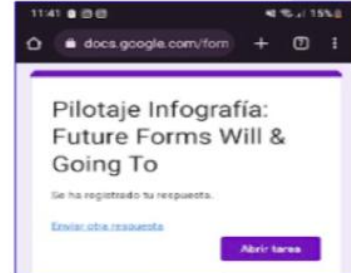 11:41 15%
docs.google.com/forn
Pilotaje Infografía:
Future Forms Will &
Going To
Se ha registrado tu respuesta.
Enviar otra respuesta
Abrir tarea